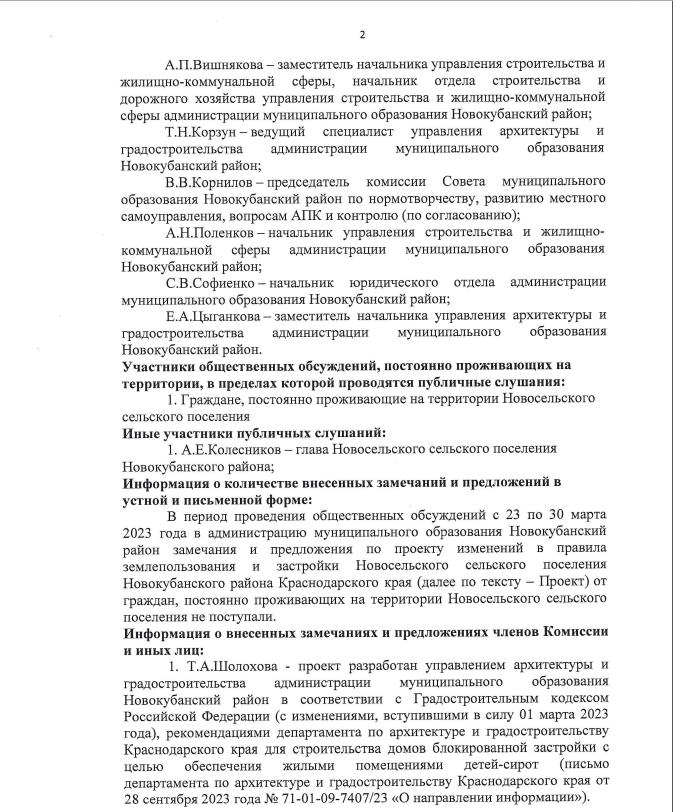 2
А.П.Вишнякова – заместитель начальника управления строительства и
жилищно-коммунальной сферы, начальник отдела строительства и
дорожного хозяйства управления строительства и жилищно-коммунальной
сферы администрации муниципального образования Новокубанский район;
Т.Н.Корзун – ведущий специалист управления архитектуры и
градостроительства администрации муниципального образования
Новокубанский район;
В.В.Корнилов – председатель комиссии Совета муниципального
образования Новокубанский район по нормотворчеству, развитию местного
самоуправления, вопросам АПК и контролю (по согласованию);
А.Н.Поленков – начальник управления строительства и жилищно-
коммунальной сферы администрации муниципального образования
Новокубанский район;
С.В.Софиенко – начальник юридического отдела администрации
муниципального образования Новокубанский район;
Е.А.Цыганкова – заместитель начальника управления архитектуры и
градостроительства администрации муниципального образования
Новокубанский район.
Участники общественных обсуждений, постоянно проживающих на
территории, в пределах которой проводятся публичные слушания:
1. Граждане, постоянно проживающие на территории Новосельского
сельского поселения
Иные участники публичных слушаний:
1. А.Е.Колесников – глава Новосельского сельского поселения
Новокубанского района;
Информация о количестве внесенных замечаний и предложений в
устной и письменной форме:
В период проведения общественных обсуждений с 23 по 30 марта
2023 года в администрацию муниципального образования Новокубанский
район замечания и предложения по проекту изменений в правила
землепользования и застройки Новосельского сельского поселения
Новокубанского района Краснодарского края (далее по тексту – Проект) от
граждан, постоянно проживающих на территории Новосельского сельского
поселения не поступали.
Информация о внесенных замечаниях и предложениях членов Комиссии
и иных лиц:
1. Т.А.Шолохова - проект разработан управлением архитектуры и
градостроительства администрации муниципального образования
Новокубанский район в соответствии с Градостроительным кодексом
Российской Федерации (с изменениями, вступившими в силу 01 марта 2023
года), рекомендациями департамента по архитектуре и градостроительству
Краснодарского края для строительства домов блокированной застройки с
целью обеспечения жилыми помещениями детей-сирот (письмо
департамента по архитектуре и градостроительству Краснодарского края от
28 сентября 2023 года № 71-01-09-7407/23 «О направлении информации»).